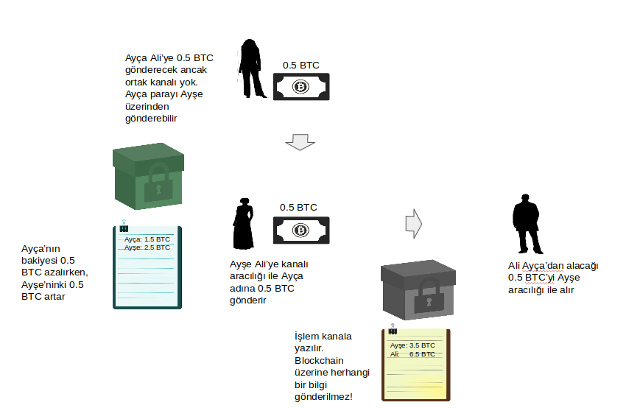 Ayça Ali'ye 0.5 BTC
gönderecek ancak
ortak kanalı yok.
Ayça parayı Ayşe
üzerinden
gönderebilir
0.5 BTC
Ayça: 1.5 BTC
Ayşe: 2.5 BTC
Ayça'nın
bakiyesi 0.5
BTC azalırken,
Ayşe'ninki 0.5
BTC artar
0.5 BTC
Ayşe Ali'ye kanalı
aracılığı ile Ayça
adına 0.5 BTC
gönderir
Ali Ayça'dan alacağı
0.5 BTC'yi Ayşe
aracılığı ile alır
İşlem kanala
yazılır.
Blockchain
üzerine herhangi
bir bilgi
gönderilmez!
Ayşe: 3.5 BTC
Ali: 6.5 BTC